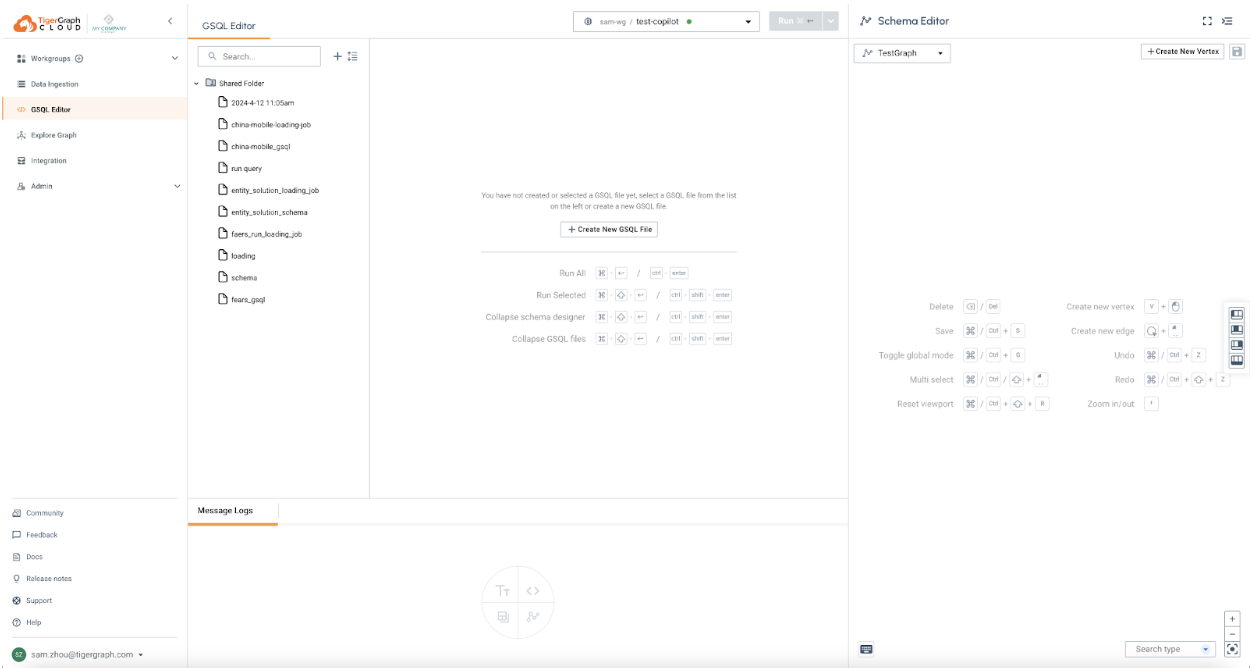 TigerGraph
CLOUD
MY COMPANY
GSQL Editor
sam-wg / test-copilot
Run ⌘ ↩
Schema Editor
Workgroups
Data Ingestion
GSQL Editor
Explore Graph
Integration
Admin
Search...
Shared Folder
2024-4-12 11:05am
china-mobile-loading-job
china-mobile_gsql
run query
entity_solution_loading_job
entity_solution_schema
faers_run_loading_job
loading
schema
fears_gsql
You have not created or selected a GSQL file yet, select a GSQL file from the list
on the left or create a new GSQL file.
+ Create New GSQL File
Run All ⌘ + ↩ / ctrl + enter
Run Selected ⌘ + ⇧ + ↩ / ctrl + shift + enter
Collapse schema designer ⌘ + ⇧ + ↩ / ctrl + shift + enter
Collapse GSQL files ⌘ + ⇧ + ↩ / ctrl + shift + enter
TestGraph
+ Create New Vertex
Delete ⌫ / Del
Create new vertex V +
Save ⌘ / Ctrl + S
Create new edge +
Toggle global mode ⌘ / Ctrl + G
Undo ⌘ / Ctrl + Z
Multi select ⌘ / Ctrl / ⇧ +
Redo ⌘ / Ctrl + ⇧ + Z
Reset viewport ⌘ / Ctrl + ⇧ + R
Zoom in/out
Message Logs
Tт
Community
Feedback
Docs
Release notes
Support
Help
SZ sam.zhou@tigergraph.com
Search type
+
−